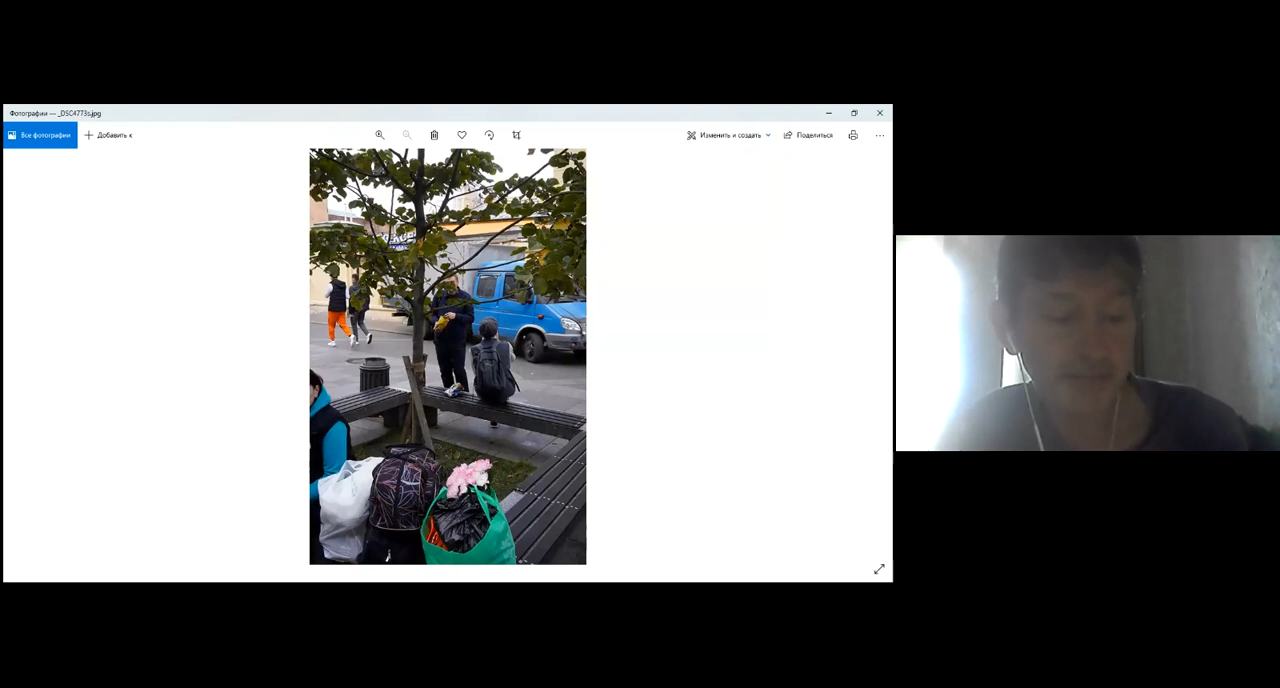 Фотографии — _DSC4773s.jpg
Все фотографии
Добавить к
Изменить и создать
Поделиться